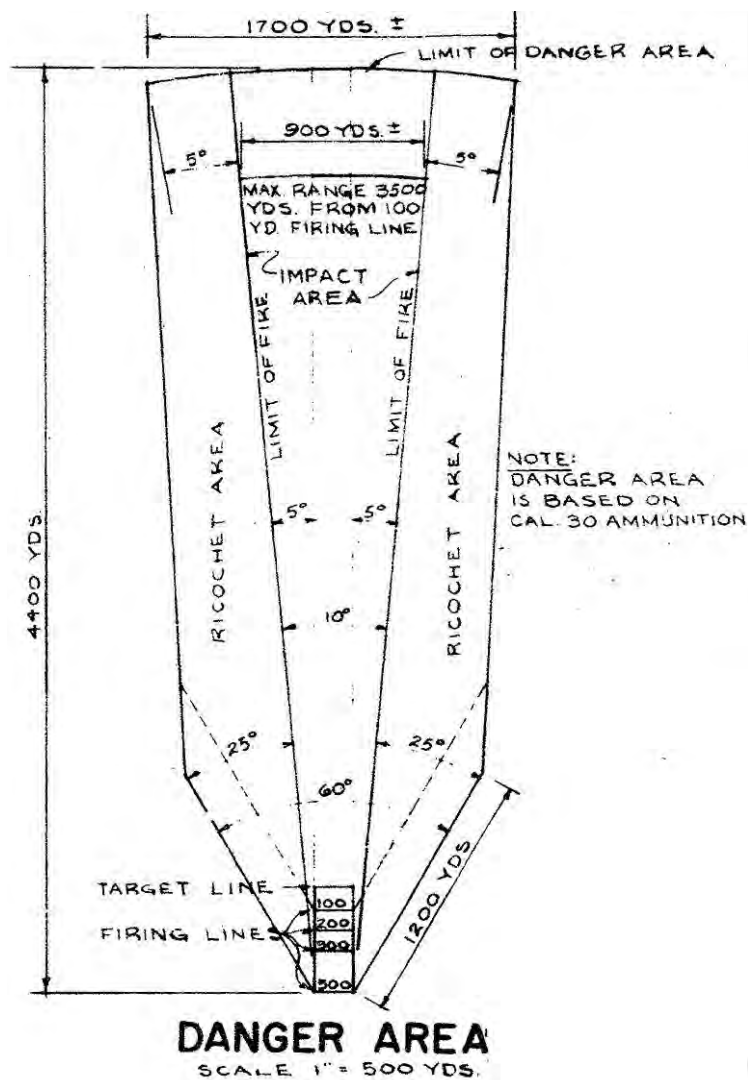 1700 YDS. ±
LIMIT OF DANGER AREA
900 YDS. ±
5°
5°
MAX. RANGE 3500
YDS. FROM 100
YD. FIRING LINE
IMPACT
AREA
LIMIT OF FIRE
LIMIT OF FIRE
RICOCHET AREA
RICOCHET AREA
NOTE:
DANGER AREA
IS BASED ON
CAL. 30 AMMUNITION
4400 YDS.
5°
5°
10°
25°
25°
60°
1200 YDS
TARGET LINE
100
200
FIRING LINES
300
500
DANGER AREA
SCALE 1" = 500 YDS.